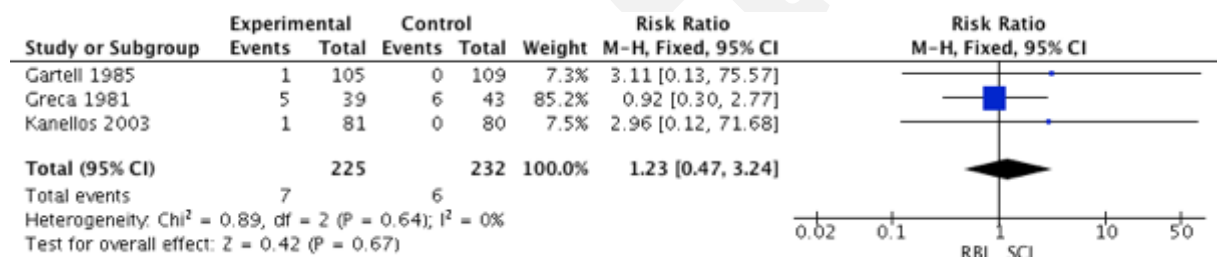 Experimental Control Risk Ratio Risk Ratio
Study or Subgroup Events Total Events Total Weight M-H, Fixed, 95% CI M-H, Fixed, 95% CI
Gartell 1985 1 105 0 109 7.3% 3.11 [0.13, 75.57]
Greca 1981 5 39 6 43 85.2% 0.92 [0.30, 2.77]
Kanellos 2003 1 81 0 80 7.5% 2.96 [0.12, 71.68]
Total (95% CI) 225 232 100.0% 1.23 [0.47, 3.24]
Total events 7 6
Heterogeneity: Chi² = 0.89, df = 2 (P = 0.64); I² = 0%
Test for overall effect: Z = 0.42 (P = 0.67)
0.02 0.1 1 10 50
RBL SCL